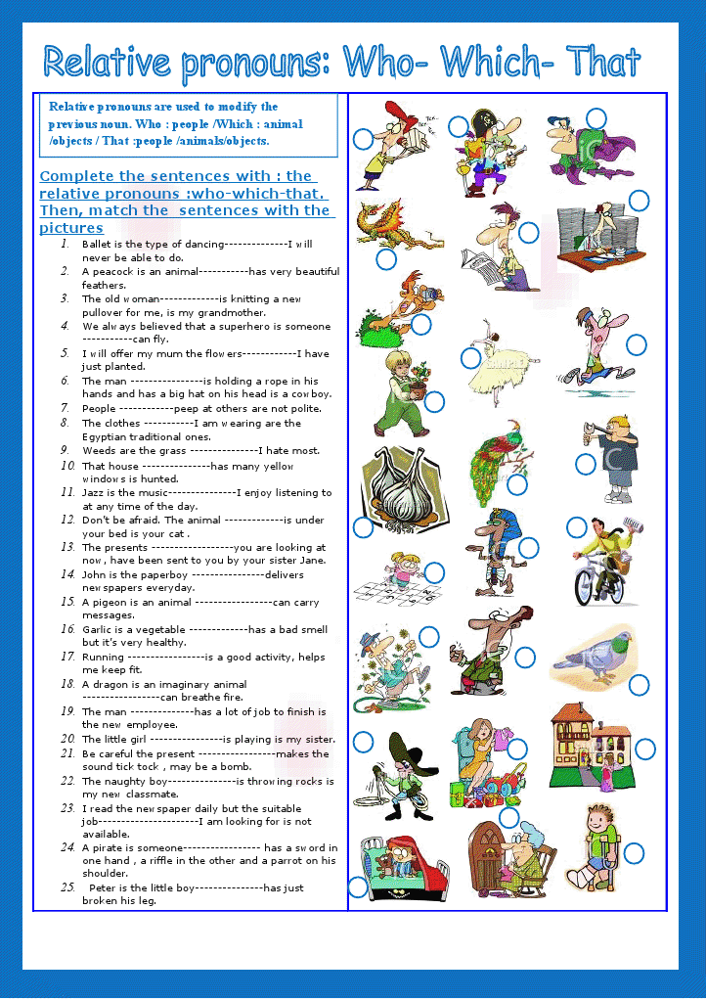 Relative pronouns: Who- Which- That
Relative pronouns are used to modify the
previous noun. Who : people /Which : animal
/objects / That :people /animals/objects.
Complete the sentences with : the
relative pronouns :who-which-that.
Then, match the sentences with the
pictures
1. Ballet is the type of dancing--------------I will
never be able to do.
2. A peacock is an animal-----------has very beautiful
feathers.
3. The old woman-------------is knitting a new
pullover for me, is my grandmother.
4. We always believed that a superhero is someone
-----------can fly.
5. I will offer my mum the flowers------------I have
just planted.
6. The man ----------------is holding a rope in his
hands and has a big hat on his head is a cowboy.
7. People ------------peep at others are not polite.
8. The clothes -----------I am wearing are the
Egyptian traditional ones.
9. Weeds are the grass ---------------I hate most.
10. That house ---------------has many yellow
windows is hunted.
11. Jazz is the music---------------I enjoy listening to
at any time of the day.
12. Don't be afraid. The animal -------------is under
your bed is your cat .
13. The presents ------------------you are looking at
now, have been sent to you by your sister Jane.
14. John is the paperboy ----------------delivers
newspapers everyday.
15. A pigeon is an animal -----------------can carry
messages.
16. Garlic is a vegetable -------------has a bad smell
but it's very healthy.
17. Running -----------------is a good activity, helps
me keep fit.
18. A dragon is an imaginary animal
-----------------can breathe fire.
19. The man --------------has a lot of job to finish is
the new employee.
20. The little girl ----------------is playing is my sister.
21. Be careful the present -----------------makes the
sound tick tock , may be a bomb.
22. The naughty boy---------------is throwing rocks is
my new classmate.
23. I read the newspaper daily but the suitable
job----------------------I am looking for is not
available.
24. A pirate is someone----------------- has a sword in
one hand , a riffle in the other and a parrot on his
shoulder.
25. Peter is the little boy---------------has just
broken his leg.